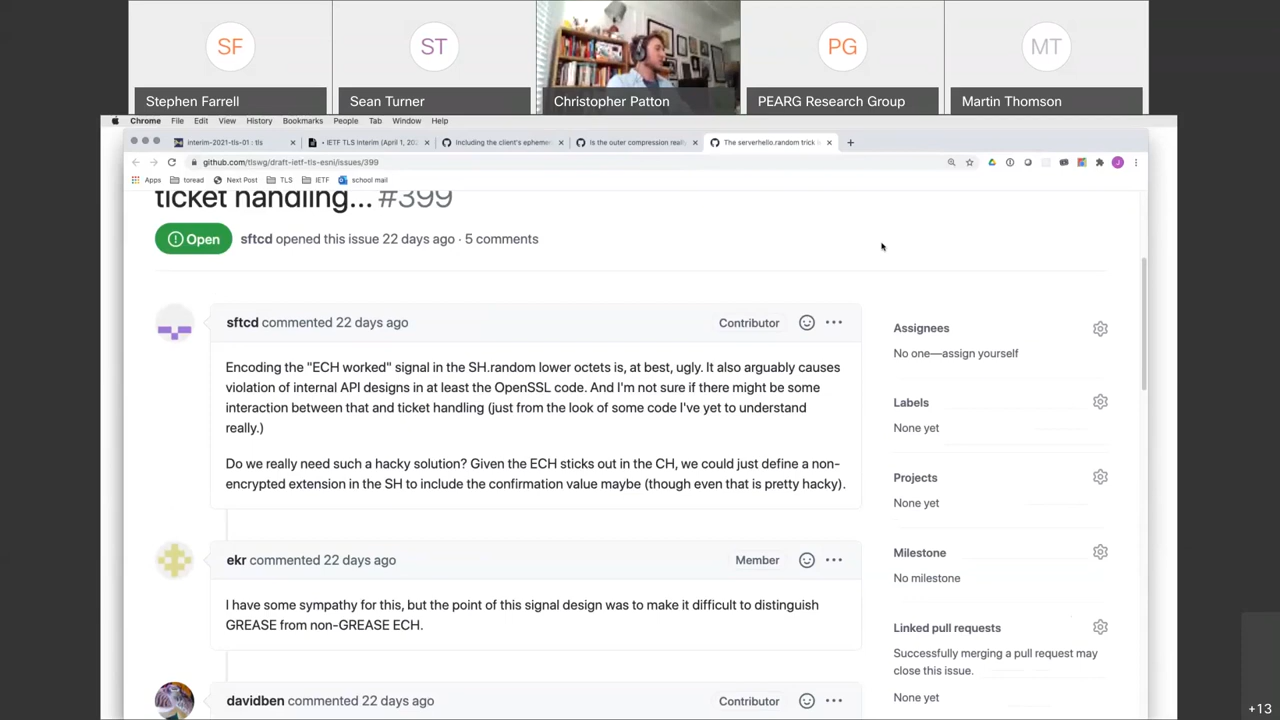 SF
ST
PG
MT
Stephen Farrell
Sean Turner
Christopher Patton
PEARG Research Group
Martin Thomson
Chrome File Edit View History Bookmarks People Tab Window Help
interim-2021-tls-01 : tls
• IETF TLS Interim (April 1, 202
Including the client's ephem
Is the outer compression reall
The serverhello.random trick i
github.com/tlswg/draft-ietf-tls-esni/issues/399
J
Apps toread Next Post TLS IETF school mail
ticket handling... #399
Open
sftcd opened this issue 22 days ago · 5 comments
sftcd commented 22 days ago
Contributor
Encoding the "ECH worked" signal in the SH.random lower octets is, at best, ugly. It also arguably causes
violation of internal API designs in at least the OpenSSL code. And I'm not sure if there might be some
interaction between that and ticket handling (just from the look of some code I've yet to understand
really.)
Do we really need such a hacky solution? Given the ECH sticks out in the CH, we could just define a non-
encrypted extension in the SH to include the confirmation value maybe (though even that is pretty hacky).
ekr commented 22 days ago
Member
I have some sympathy for this, but the point of this signal design was to make it difficult to distinguish
GREASE from non-GREASE ECH.
davidben commented 22 days ago
Contributor
Assignees
No one—assign yourself
Labels
None yet
Projects
None yet
Milestone
No milestone
Linked pull requests
Successfully merging a pull request may
close this issue.
None yet
+13